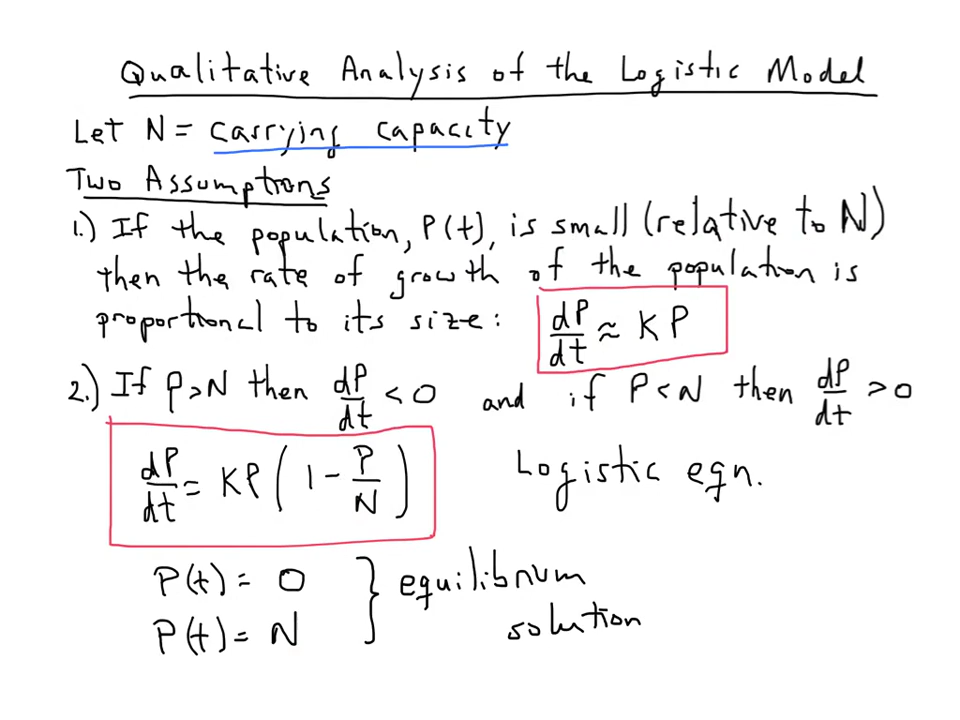 Qualitative Analysis of the Logistic Model
Let N = carrying capacity
Two Assumptions
1.) If the population, P(t), is small (relative to N)
then the rate of growth of the population is
proportional to its size: dP/dt ≈ KP
2.) If P>N then dP/dt < 0 and if P<N then dP/dt > 0
dP/dt = KP(1 - P/N) Logistic eqn.
P(t) = 0 } equilibrium
P(t) = N solution